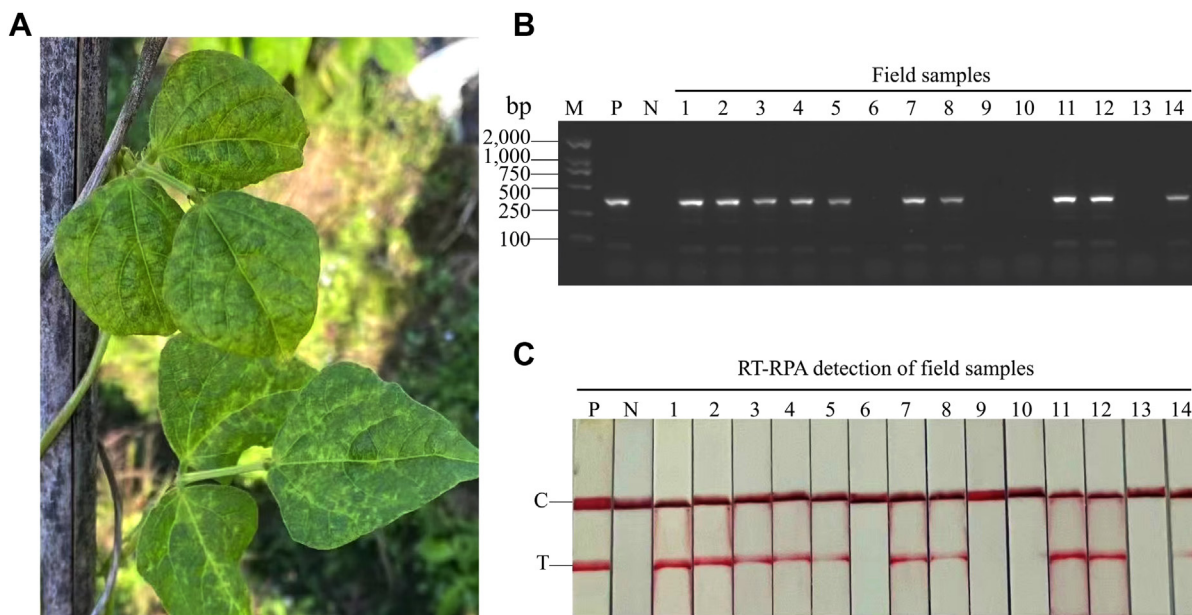 A
B
Field samples
bp M P N 1 2 3 4 5 6 7 8 9 10 11 12 13 14
2,000
1,000
750
500
250
100
C
RT-RPA detection of field samples
P N 1 2 3 4 5 6 7 8 9 10 11 12 13 14
C
T